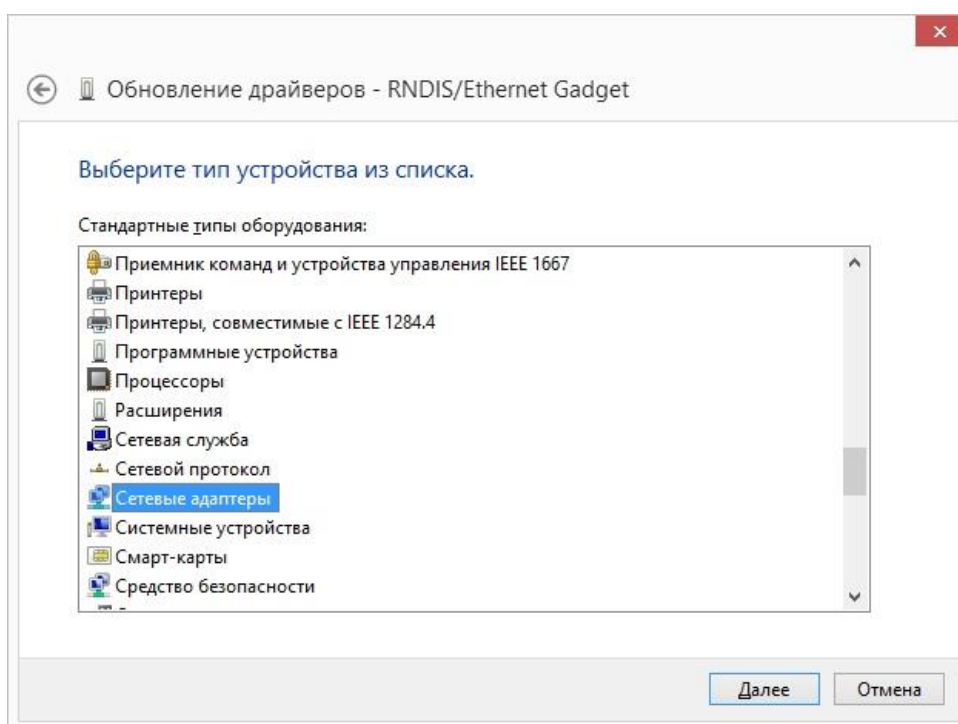 Обновление драйверов - RNDIS/Ethernet Gadget
Выберите тип устройства из списка.
Стандартные типы оборудования:
Приемник команд и устройства управления IEEE 1667
Принтеры
Принтеры, совместимые с IEEE 1284.4
Программные устройства
Процессоры
Расширения
Сетевая служба
Сетевой протокол
Сетевые адаптеры
Системные устройства
Смарт-карты
Средство безопасности
Далее
Отмена